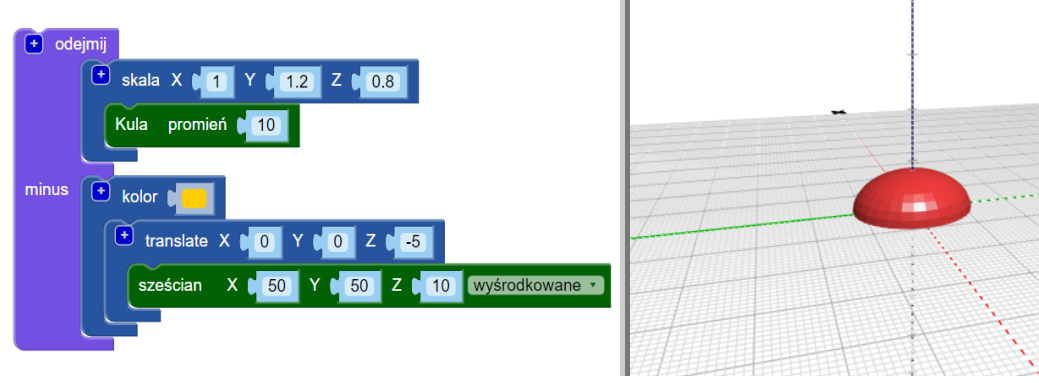 + odejmij
+ skala X 1 Y 1.2 Z 0.8
Kula promień 10
minus + kolor
+ translate X 0 Y 0 Z -5
sześcian X 50 Y 50 Z 10 wyśrodkowane